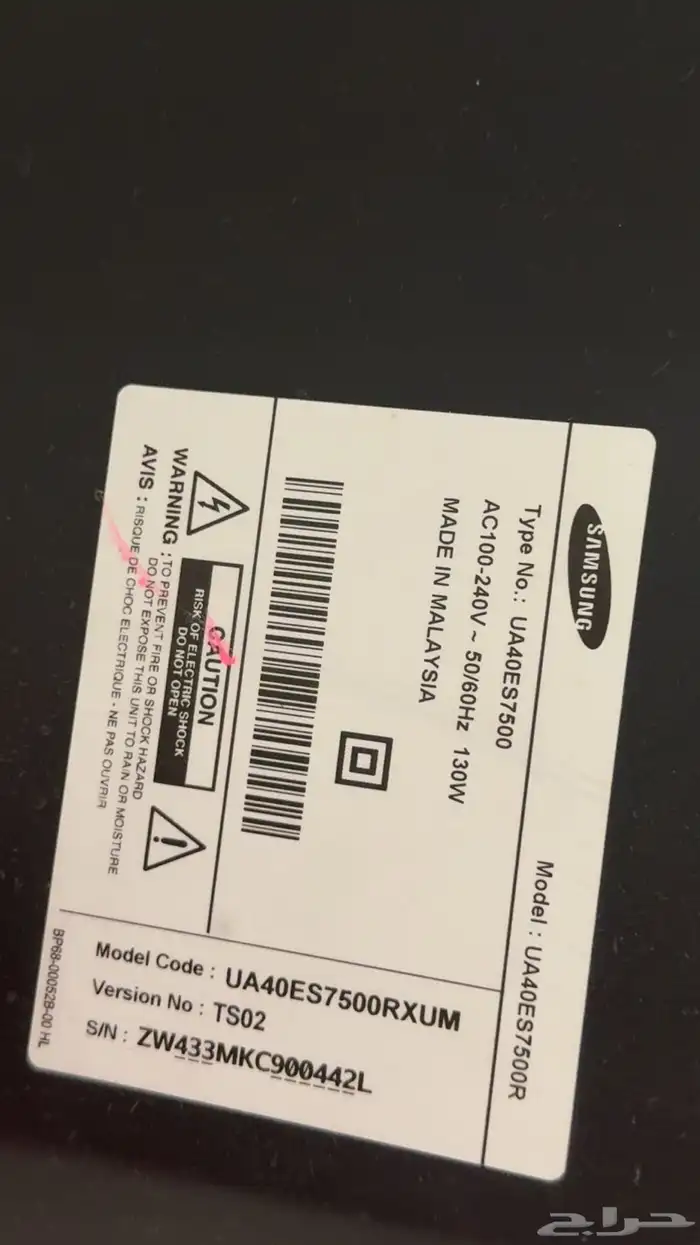 SAMSUNG
Model : UA40ES7500R
Type No.: UA40ES7500
AC100-240V ~ 50/60Hz 130W
MADE IN MALAYSIA
CAUTION
RISK OF ELECTRIC SHOCK
DO NOT OPEN
WARNING : TO PREVENT FIRE OR SHOCK HAZARD
DO NOT EXPOSE THIS UNIT TO RAIN OR MOISTURE
AVIS : RISQUE DE CHOC ELECTRIQUE - NE PAS OUVRIR
Model Code : UA40ES7500RXUM
Version No : TS02
S/N : ZW433MKC900442L
BP68-00052B-00 HL
حراج